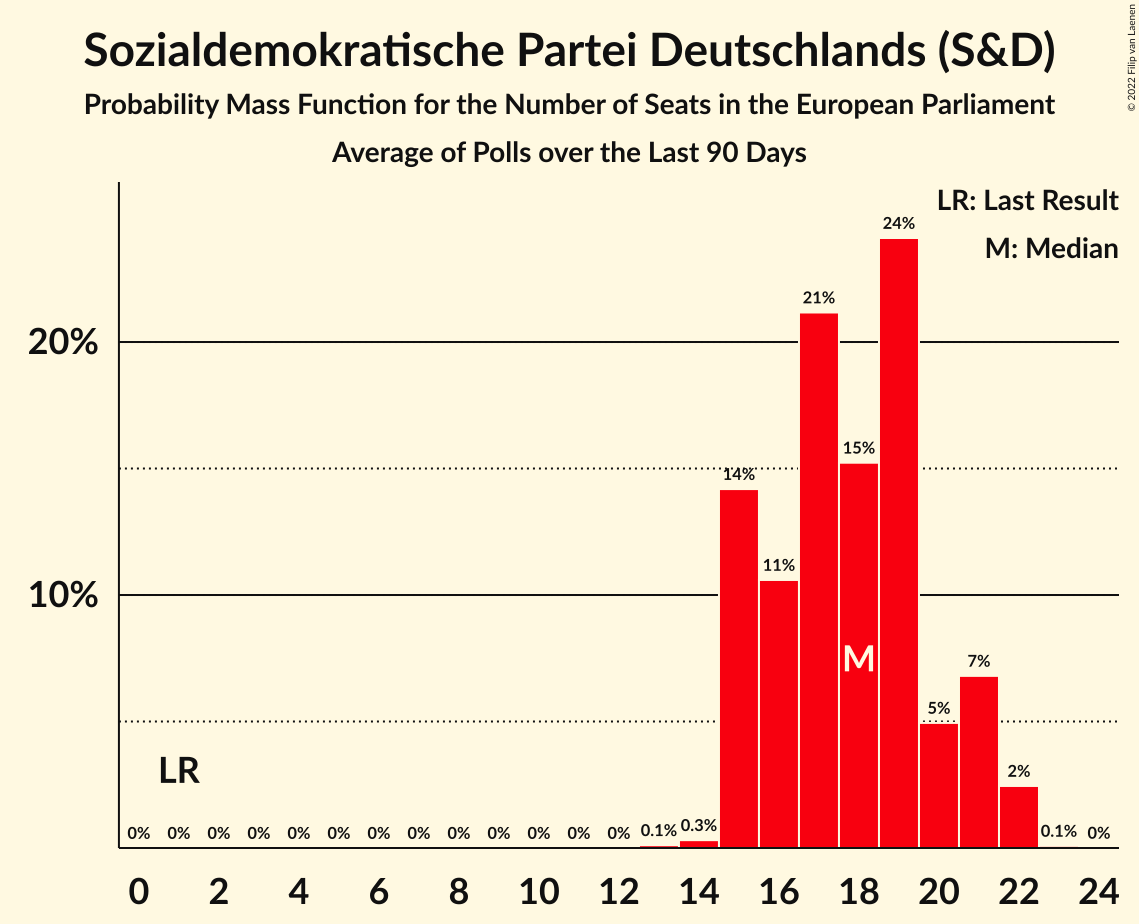 Sozialdemokratische Partei Deutschlands (S&D)
Probability Mass Function for the Number of Seats in the European Parliament
Average of Polls over the Last 90 Days
© 2022 Filip van Laenen
LR: Last Result
M: Median
24%
21%
20%
15%
14%
11%
10%
M
7%
5%
LR
2%
0% 0% 0% 0% 0% 0% 0% 0% 0% 0% 0% 0% 0% 0.1% 0.3% 0.1% 0%
0 2 4 6 8 10 12 14 16 18 20 22 24